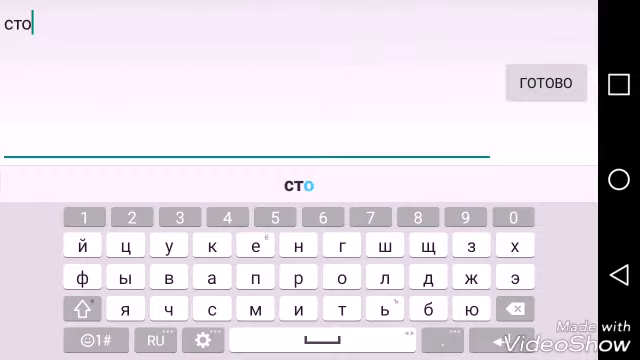 сто
ГОТОВО
сто
1 2 3 4 5 6 7 8 9 0
й ц у к е ё н г ш щ з х
ф ы в а п р о л д ж э
я ч с м и т ь ъ б ю
☺1# RU .
Made with
VideoShow